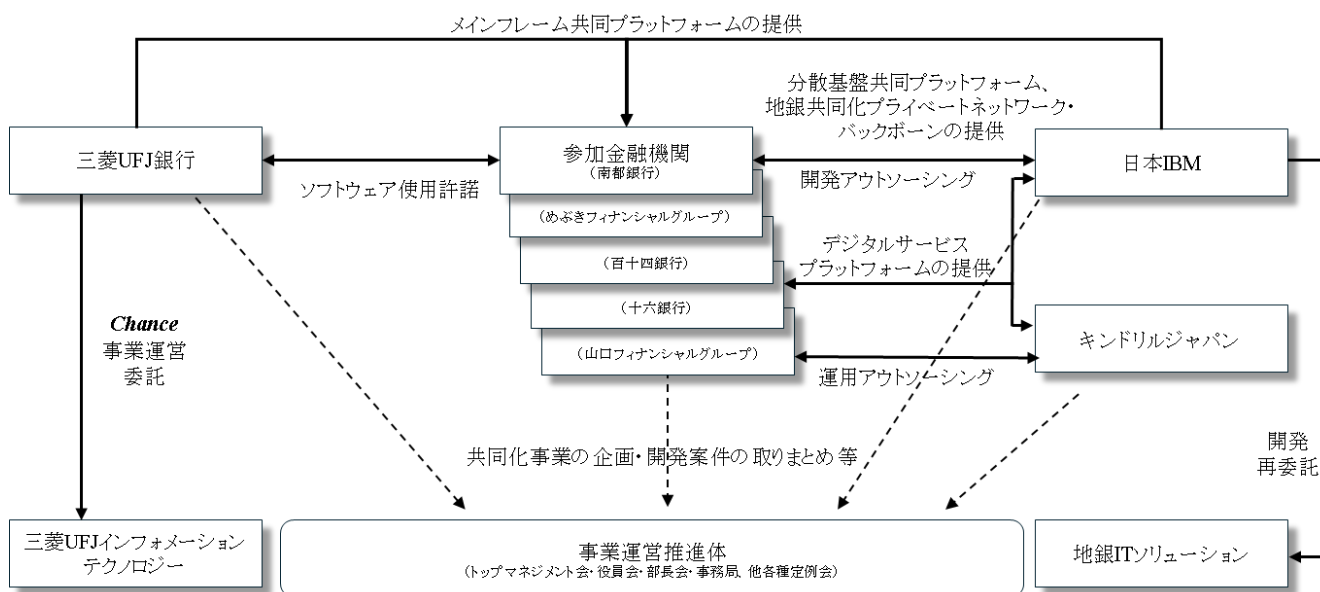 メインフレーム共同プラットフォームの提供
分散基盤共同プラットフォーム、
地銀共同化プライベートネットワーク・
バックボーンの提供
三菱UFJ銀行
参加金融機関
(南都銀行)
日本IBM
ソフトウェア使用許諾
開発アウトソーシング
(めぶきフィナンシャルグループ)
デジタルサービス
プラットフォームの提供
(百十四銀行)
(十六銀行)
Chance
事業運営
委託
キンドリルジャパン
(山口フィナンシャルグループ)
運用アウトソーシング
共同化事業の企画・開発案件の取りまとめ等
開発
再委託
三菱UFJインフォメーション
テクノロジー
事業運営推進体
(トップマネジメント会・役員会・部長会・事務局、他各種定例会)
地銀ITソリューション